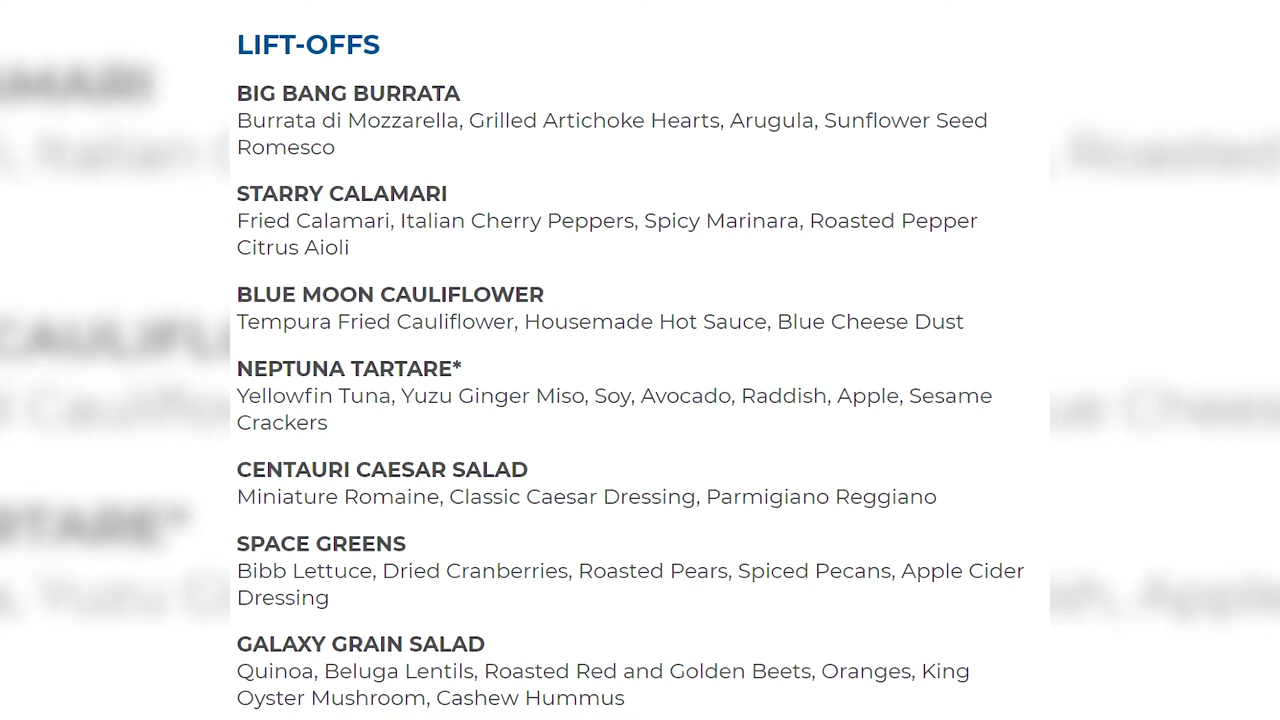 LIFT-OFFS
BIG BANG BURRATA
Burrata di Mozzarella, Grilled Artichoke Hearts, Arugula, Sunflower Seed
Romesco
STARRY CALAMARI
Fried Calamari, Italian Cherry Peppers, Spicy Marinara, Roasted Pepper
Citrus Aioli
BLUE MOON CAULIFLOWER
Tempura Fried Cauliflower, Housemade Hot Sauce, Blue Cheese Dust
NEPTUNA TARTARE*
Yellowfin Tuna, Yuzu Ginger Miso, Soy, Avocado, Raddish, Apple, Sesame
Crackers
CENTAURI CAESAR SALAD
Miniature Romaine, Classic Caesar Dressing, Parmigiano Reggiano
SPACE GREENS
Bibb Lettuce, Dried Cranberries, Roasted Pears, Spiced Pecans, Apple Cider
Dressing
GALAXY GRAIN SALAD
Quinoa, Beluga Lentils, Roasted Red and Golden Beets, Oranges, King
Oyster Mushroom, Cashew Hummus